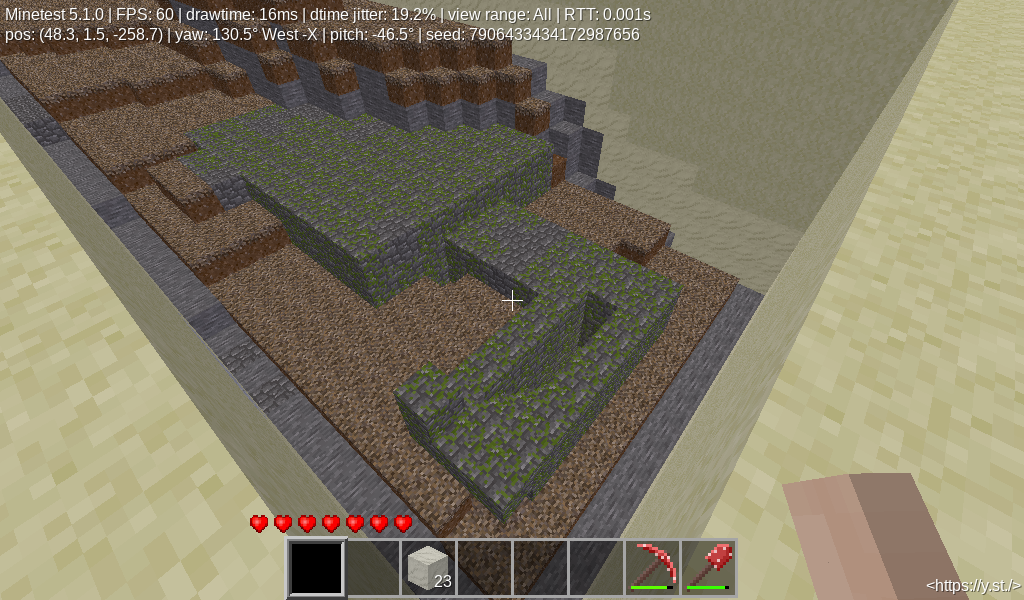 Minetest 5.1.0 | FPS: 60 | drawtime: 16ms | dtime jitter: 19.2% | view range: All | RTT: 0.001s
pos: (48.3, 1.5, -258.7) | yaw: 130.5° West -X | pitch: -46.5° | seed: 7906433434172987656
23
<https://y.st./>